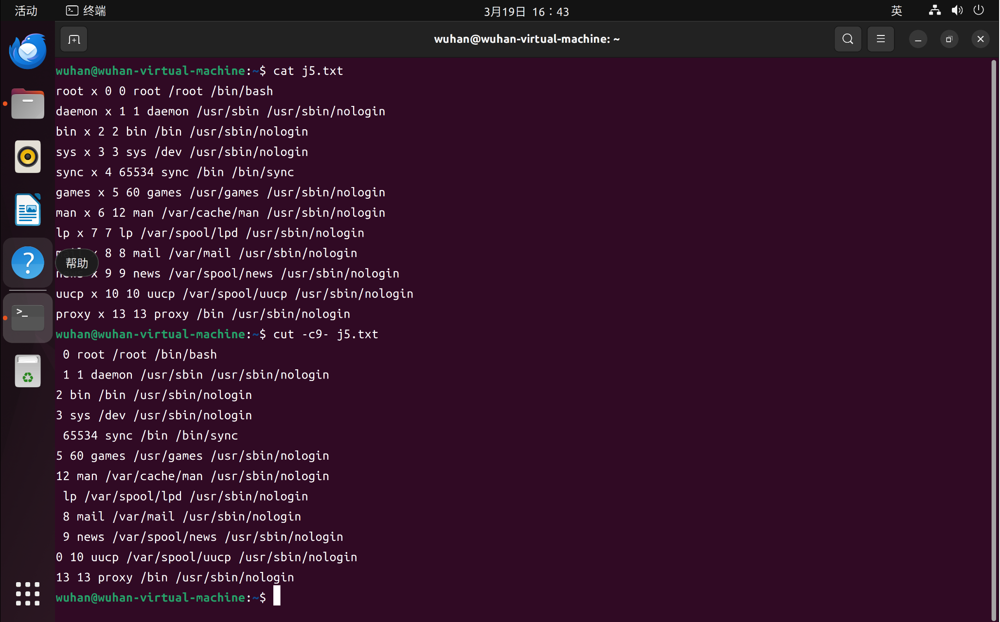 活动
终端
3月19日 16：43
英
wuhan@wuhan-virtual-machine: ~
wuhan@wuhan-virtual-machine:~$ cat j5.txt
root x 0 0 root /root /bin/bash
daemon x 1 1 daemon /usr/sbin /usr/sbin/nologin
bin x 2 2 bin /bin /usr/sbin/nologin
sys x 3 3 sys /dev /usr/sbin/nologin
sync x 4 65534 sync /bin /bin/sync
games x 5 60 games /usr/games /usr/sbin/nologin
man x 6 12 man /var/cache/man /usr/sbin/nologin
lp x 7 7 lp /var/spool/lpd /usr/sbin/nologin
mail x 8 8 mail /var/mail /usr/sbin/nologin
帮助
news x 9 9 news /var/spool/news /usr/sbin/nologin
uucp x 10 10 uucp /var/spool/uucp /usr/sbin/nologin
proxy x 13 13 proxy /bin /usr/sbin/nologin
wuhan@wuhan-virtual-machine:~$ cut -c9- j5.txt
 0 root /root /bin/bash
 1 1 daemon /usr/sbin /usr/sbin/nologin
2 bin /bin /usr/sbin/nologin
3 sys /dev /usr/sbin/nologin
 65534 sync /bin /bin/sync
5 60 games /usr/games /usr/sbin/nologin
12 man /var/cache/man /usr/sbin/nologin
 lp /var/spool/lpd /usr/sbin/nologin
 8 mail /var/mail /usr/sbin/nologin
 9 news /var/spool/news /usr/sbin/nologin
0 10 uucp /var/spool/uucp /usr/sbin/nologin
13 13 proxy /bin /usr/sbin/nologin
wuhan@wuhan-virtual-machine:~$